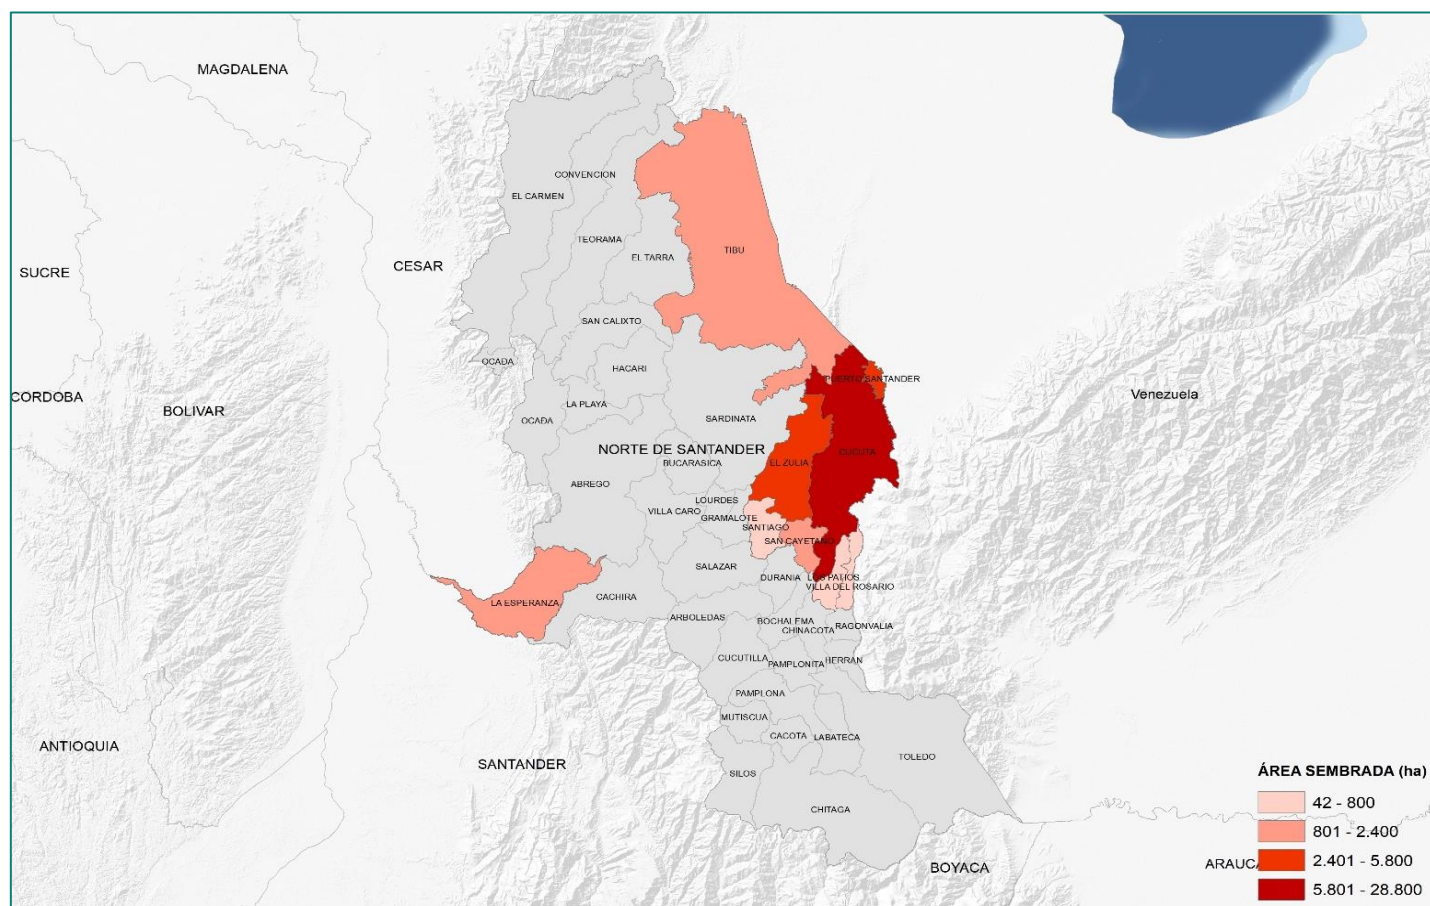 MAGDALENA
CONVENCION
EL CARMEN
TEORAMA
TIBU
EL TARRA
CESAR
SUCRE
SAN CALIXTO
OCAÐA
HACARI
PUERTO SANTANDER
CORDOBA
BOLIVAR
LA PLAYA
Venezuela
OCAÐA
SARDINATA
NORTE DE SANTANDER
CUCUTA
BUCARASICA
EL ZULIA
ABREGO
LOURDES
VILLA CARO
GRAMALOTE
SANTIAGO
SAN CAYETANO
SALAZAR
DURANIA
LOS PATIOS
VILLA DEL ROSARIO
LA ESPERANZA
CACHIRA
ARBOLEDAS
BOCHALEMA
CHINACOTA
RAGONVALIA
CUCUTILLA
PAMPLONITA
HERRAN
PAMPLONA
MUTISCUA
CACOTA
LABATECA
ANTIOQUIA
TOLEDO
SANTANDER
SILOS
CHITAGA
BOYACA
ARAUCA
ÁREA SEMBRADA (ha)
42 - 800
801 - 2.400
2.401 - 5.800
5.801 - 28.800